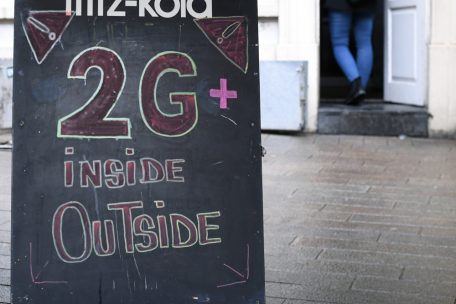 fritz-kola
2G+
INSIDE
OUTSIDE